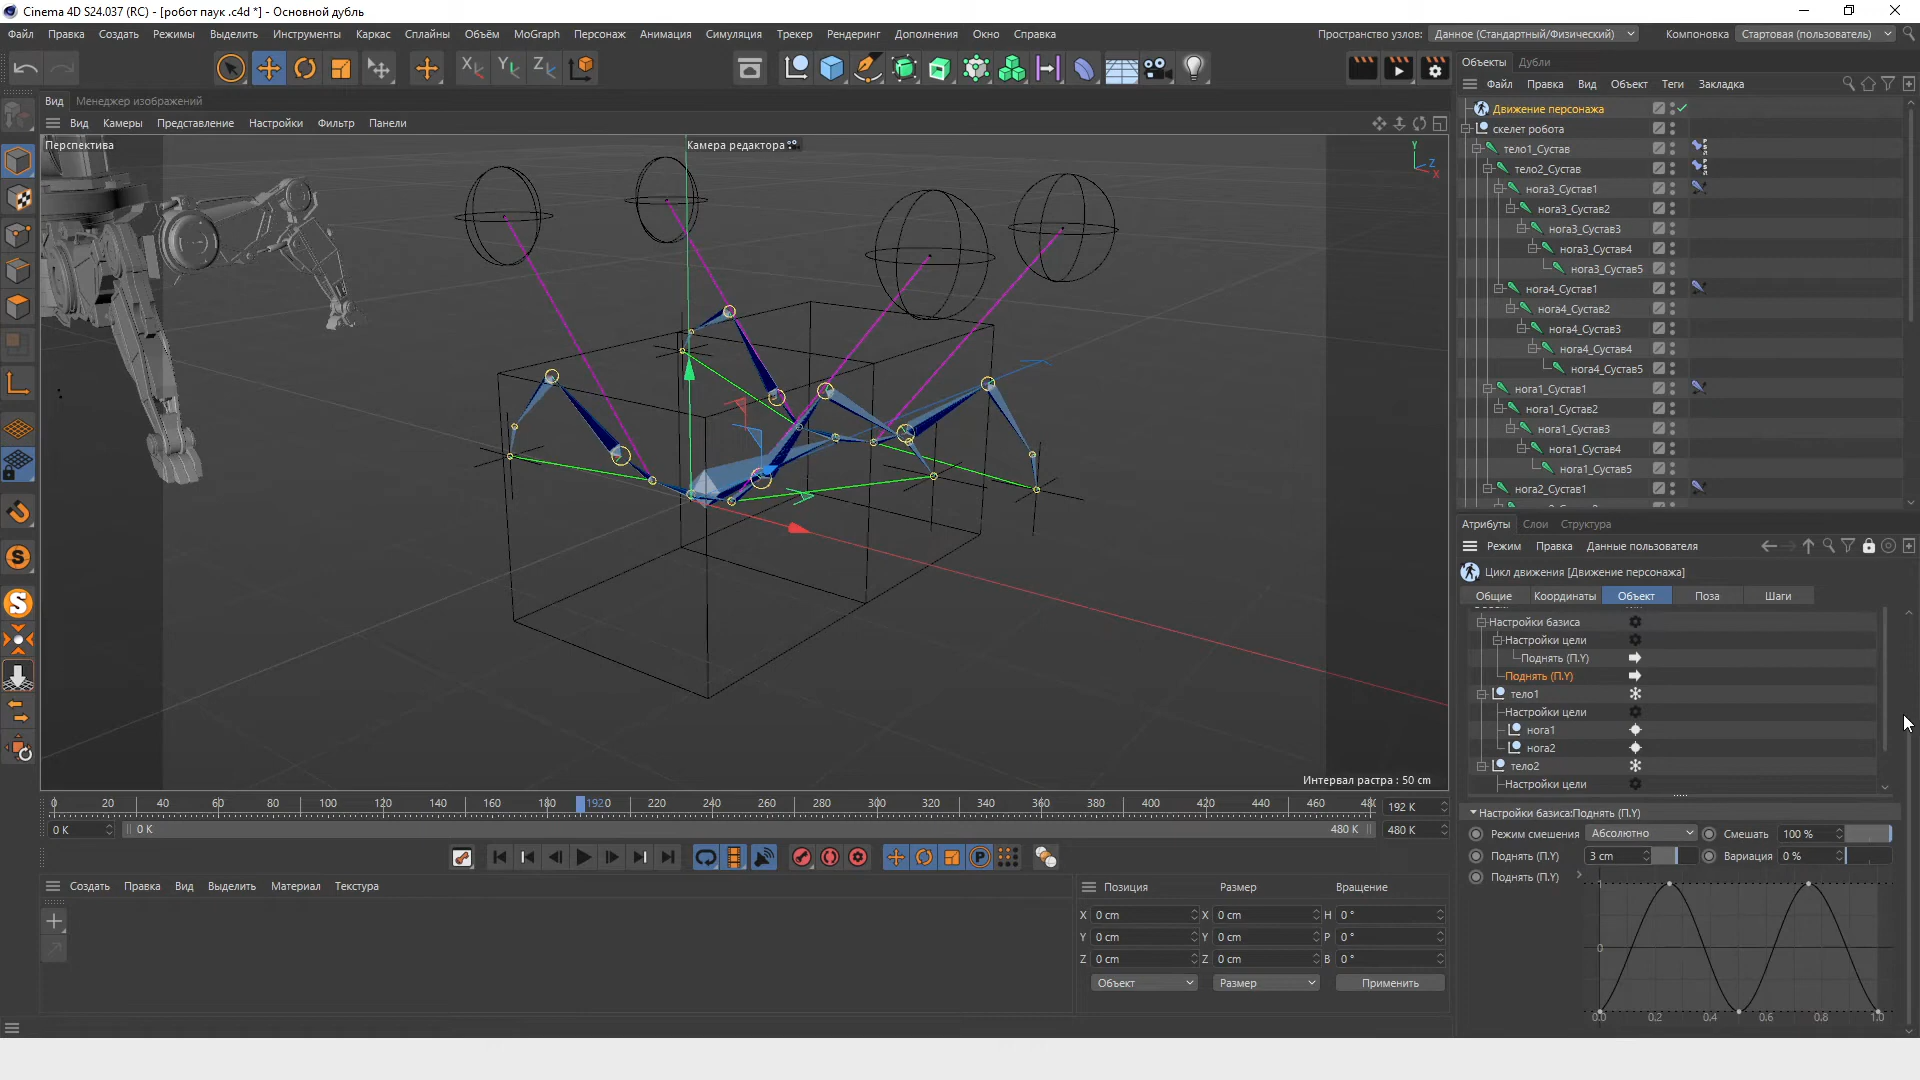 Cinema 4D S24.037 (RC) - [робот паук .c4d *] - Основной дубль
Файл Правка Создать Режимы Выделить Инструменты Каркас Сплайны Объём MoGraph Персонаж Анимация Симуляция Трекер Рендеринг Дополнения Окно Справка
Пространство узлов: Данное (Стандартный/Физический) Компоновка Стартовая (пользователь)
Вид Менеджер изображений
Вид Камеры Представление Настройки Фильтр Панели
Перспектива
Камера редактора
Y
Z
X
Интервал растра : 50 cm
Объекты Дубли
Файл Правка Вид Объект Теги Закладка
Движение персонажа
скелет робота
тело1_Сустав
тело2_Сустав
нога3_Сустав1
нога3_Сустав2
нога3_Сустав3
нога3_Сустав4
нога3_Сустав5
нога4_Сустав1
нога4_Сустав2
нога4_Сустав3
нога4_Сустав4
нога4_Сустав5
нога1_Сустав1
нога1_Сустав2
нога1_Сустав3
нога1_Сустав4
нога1_Сустав5
нога2_Сустав1
Атрибуты Слои Структура
Режим Правка Данные пользователя
Цикл движения [Движение персонажа]
Общие Координаты Объект Поза Шаги
Настройки базиса
Настройки цели
Поднять (П.Y)
Поднять (П.Y)
тело1
Настройки цели
нога1
нога2
тело2
Настройки цели
Настройки базиса:Поднять (П.Y)
Режим смешения Абсолютно Смешать 100 %
Поднять (П.Y) 3 cm Вариация 0 %
Поднять (П.Y)
1
0
0.0 0.2 0.4 0.6 0.8 1.0
0 20 40 60 80 100 120 140 160 180 1920 220 240 260 280 300 320 340 360 380 400 420 440 460 48 192 K
0 K 0 K 480 K 480 K
Создать Правка Вид Выделить Материал Текстура
Позиция Размер Вращение
X 0 cm X 0 cm H 0 °
Y 0 cm Y 0 cm P 0 °
Z 0 cm Z 0 cm B 0 °
Объект Размер Применить